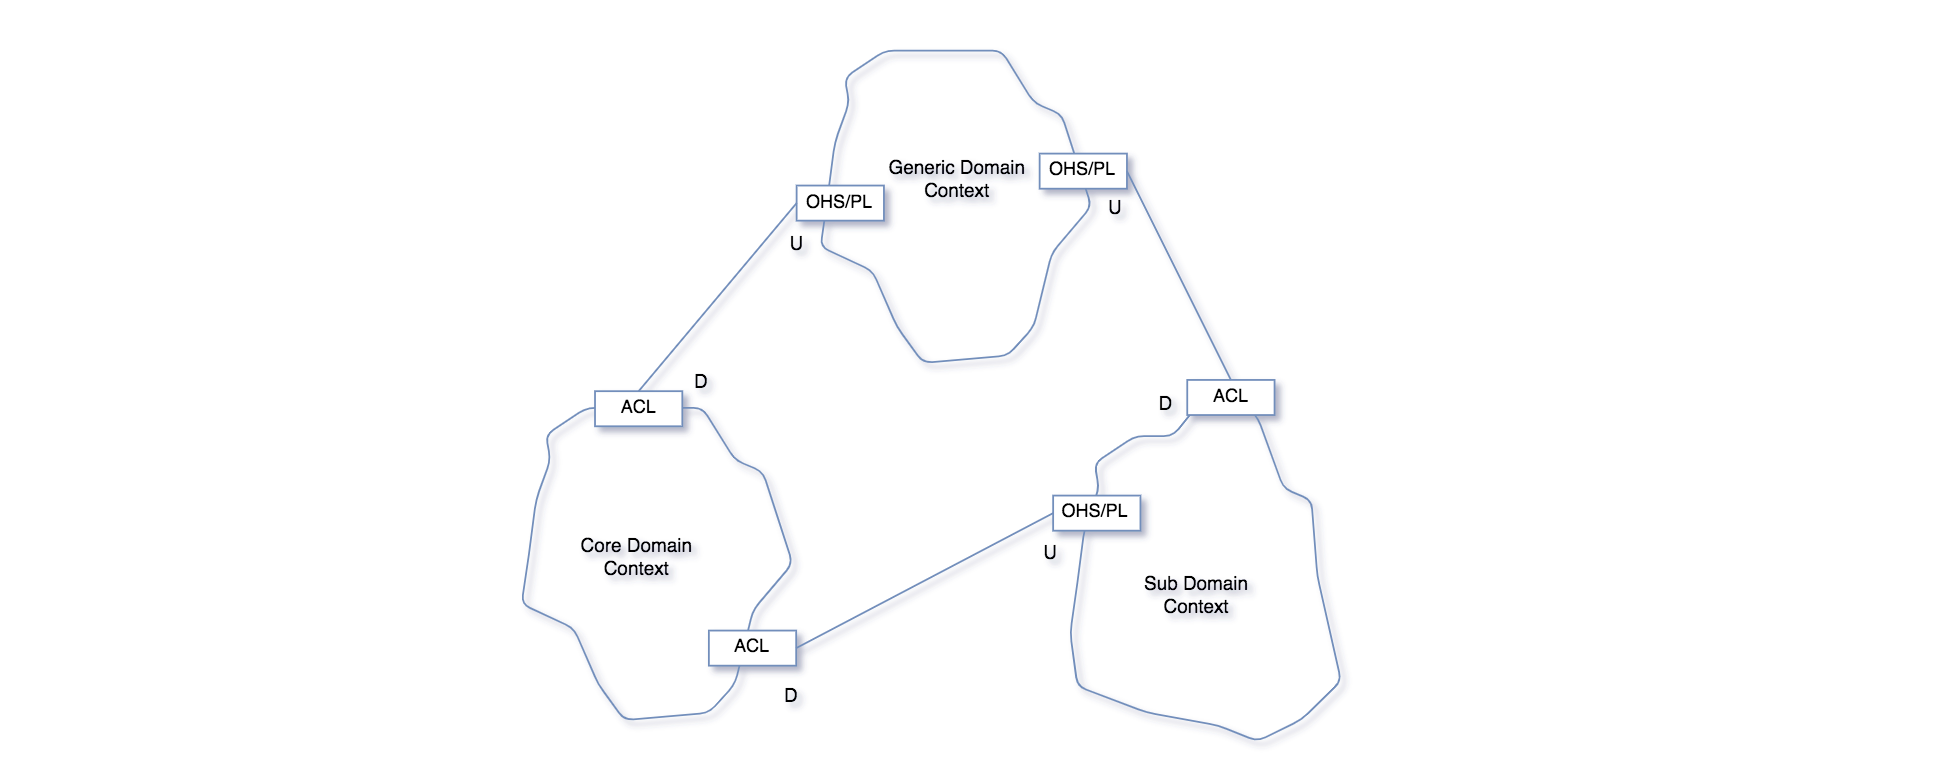 Generic Domain
Context
OHS/PL
U
OHS/PL
U
D
ACL
D
ACL
OHS/PL
U
Core Domain
Context
Sub Domain
Context
ACL
D